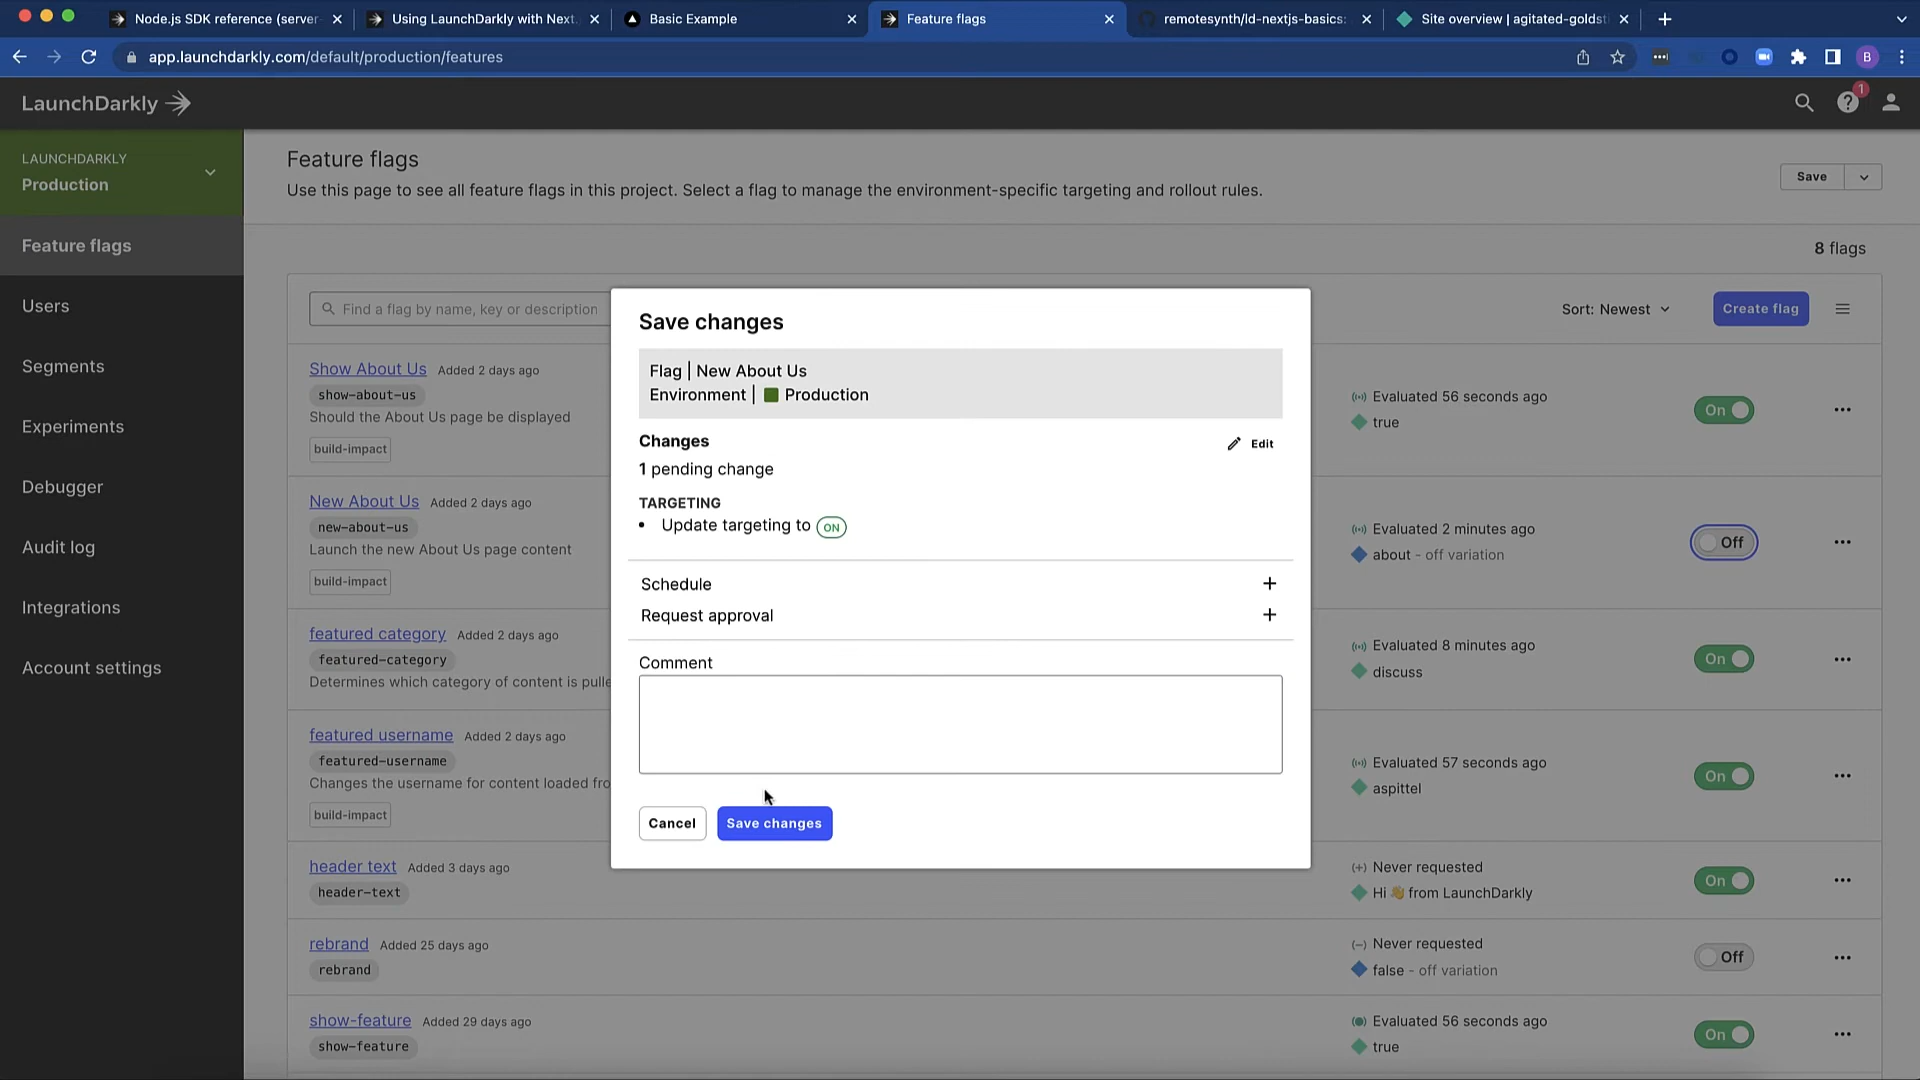 Node.js SDK reference (server-
Using LaunchDarkly with Next.
Basic Example
Feature flags
remotesynth/ld-nextjs-basics:
Site overview | agitated-goldsti
app.launchdarkly.com/default/production/features
B
LaunchDarkly
1
LAUNCHDARKLY
Production
Feature flags
Users
Segments
Experiments
Debugger
Audit log
Integrations
Account settings
Feature flags
Use this page to see all feature flags in this project. Select a flag to manage the environment-specific targeting and rollout rules.
Save
8 flags
Find a flag by name, key or description
Sort: Newest
Create flag
Show About Us Added 2 days ago
show-about-us
Should the About Us page be displayed
build-impact
Evaluated 56 seconds ago
true
On
New About Us Added 2 days ago
new-about-us
Launch the new About Us page content
build-impact
Evaluated 2 minutes ago
about - off variation
Off
featured category Added 2 days ago
featured-category
Determines which category of content is pulle
Evaluated 8 minutes ago
discuss
On
featured username Added 2 days ago
featured-username
Changes the username for content loaded fro
build-impact
Evaluated 57 seconds ago
aspittel
On
header text Added 3 days ago
header-text
Never requested
Hi 👋 from LaunchDarkly
On
rebrand Added 25 days ago
rebrand
Never requested
false - off variation
Off
show-feature Added 29 days ago
show-feature
Evaluated 56 seconds ago
true
On
Save changes
Flag | New About Us
Environment | Production
Changes
Edit
1 pending change
TARGETING
• Update targeting to ON
Schedule
Request approval
Comment
Cancel
Save changes